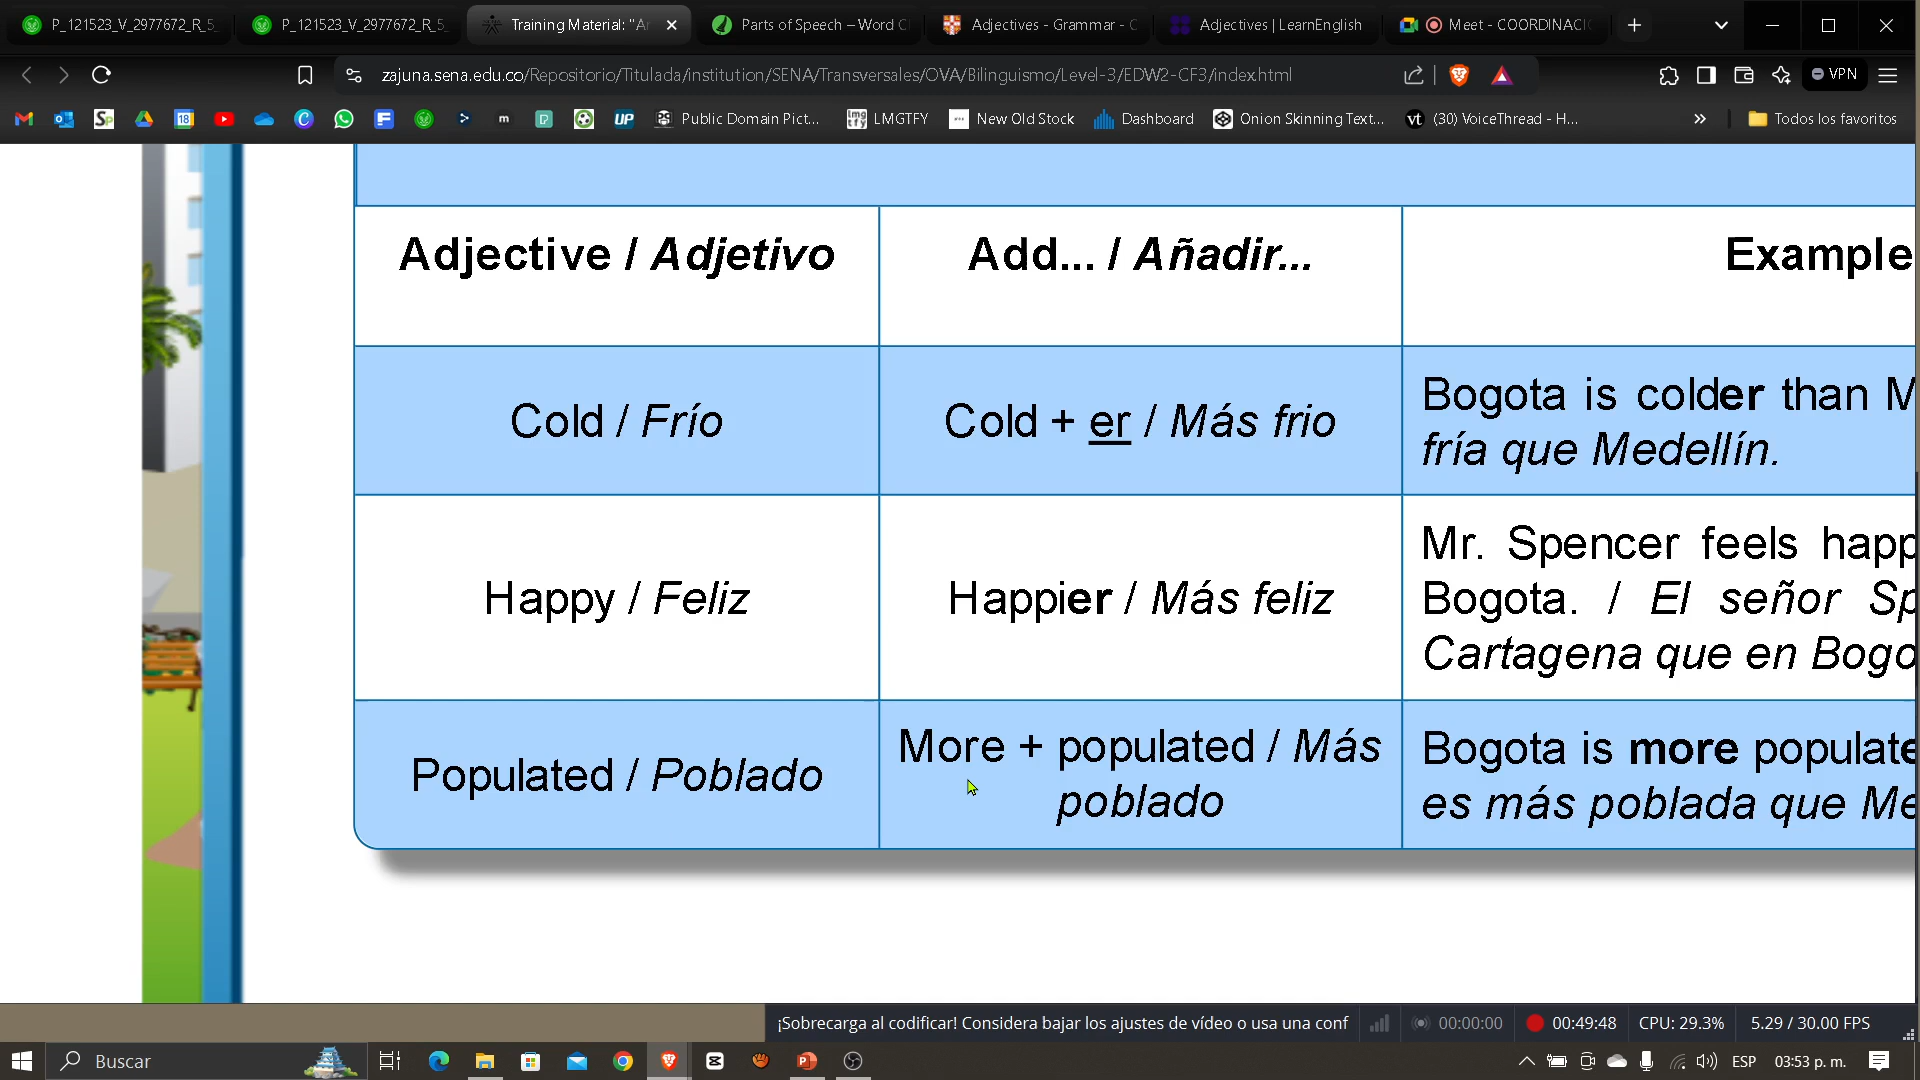 P_121523_V_2977672_R_5
P_121523_V_2977672_R_5
Training Material: "Ar
Parts of Speech – Word Cl
Adjectives - Grammar - C
Adjectives | LearnEnglish
Meet - COORDINACIO
zajuna.sena.edu.co/Repositorio/Titulada/institution/SENA/Transversales/OVA/Bilinguismo/Level-3/EDW2-CF3/index.html
VPN
Public Domain Pict...
LMGTFY
New Old Stock
Dashboard
Onion Skinning Text...
(30) VoiceThread - H...
Todos los favoritos
Adjective / Adjetivo
Add... / Añadir...
Example
Cold / Frío
Cold + er / Más frio
Bogota is colder than M
fría que Medellín.
Happy / Feliz
Happier / Más feliz
Mr. Spencer feels happ
Bogota. / El señor Sp
Cartagena que en Bogo
Populated / Poblado
More + populated / Más
poblado
Bogota is more populate
es más poblada que Me
¡Sobrecarga al codificar! Considera bajar los ajustes de vídeo o usa una conf
00:00:00
00:49:48
CPU: 29.3%
5.29 / 30.00 FPS
Buscar
ESP
03:53 p. m.